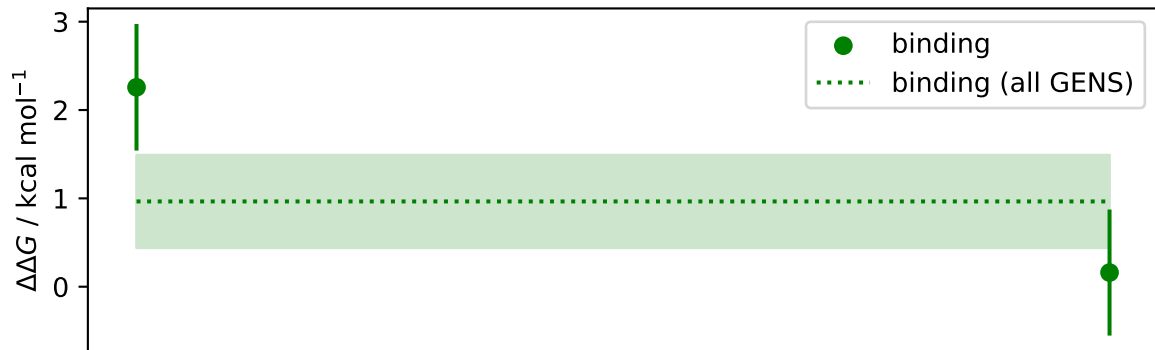 3
2
1
0
ΔΔG / kcal mol⁻¹
binding
binding (all GENS)